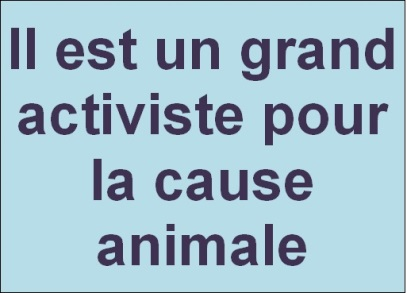 Il est un grand
activiste pour
la cause
animale